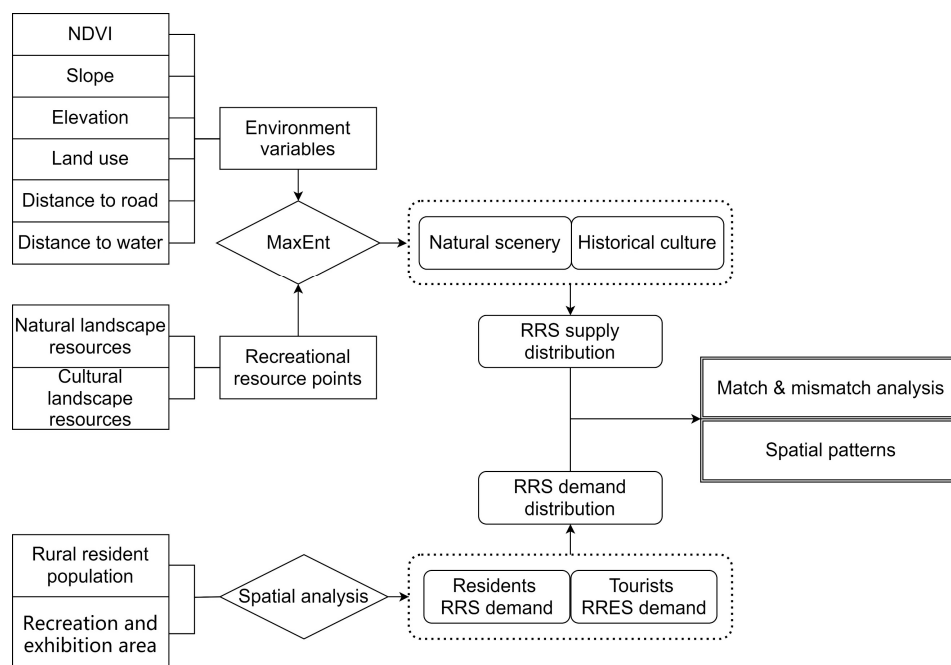 NDVI
Slope
Elevation
Land use
Distance to road
Distance to water
Environment
variables
MaxEnt
Natural scenery
Historical culture
Natural landscape
resources
Cultural
landscape
resources
Recreational
resource points
RRS supply
distribution
Match & mismatch analysis
Spatial patterns
RRS demand
distribution
Rural resident
population
Recreation and
exhibition area
Spatial analysis
Residents
RRS demand
Tourists
RRES demand